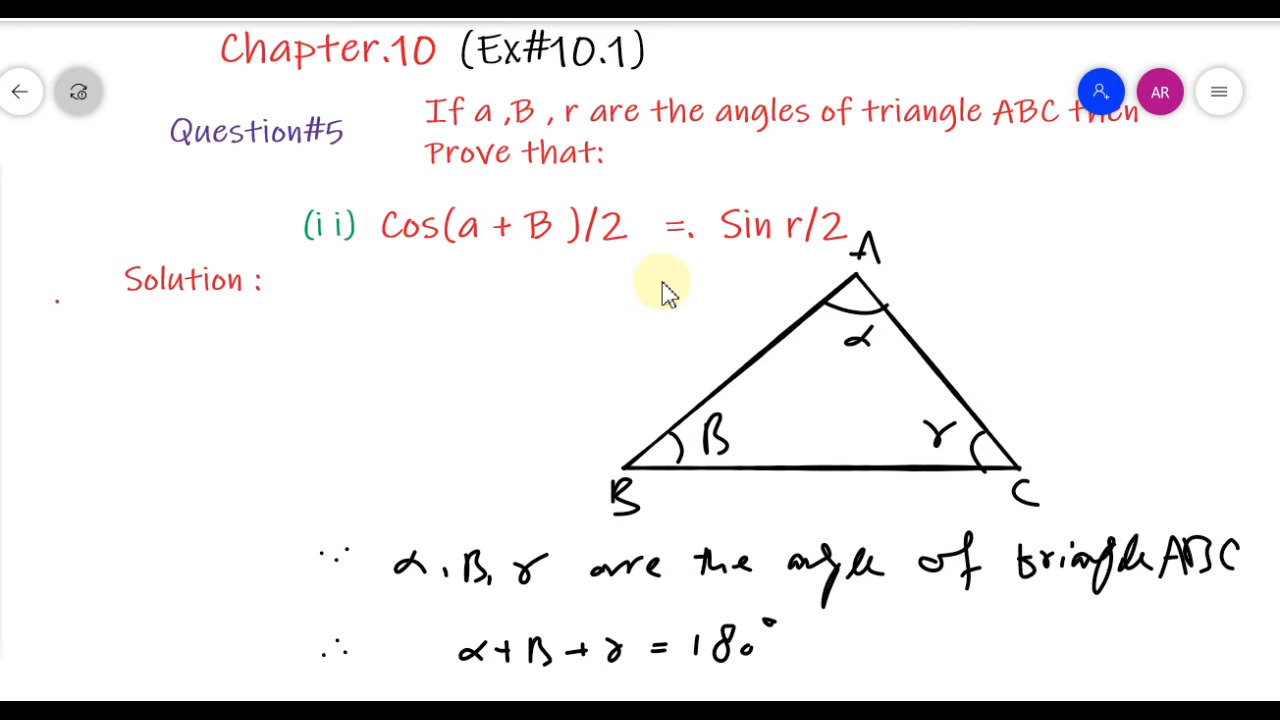 Chapter.10 (Ex#10.1)
AR
Question#5
If a ,B , r are the angles of triangle ABC then
Prove that:
(i i) Cos(a + B )/2 =. Sin r/2
Solution :
A
α
B
γ
B
C
∵ α, B, γ are the angle of triangle ABC
∴ α + B + γ = 180°